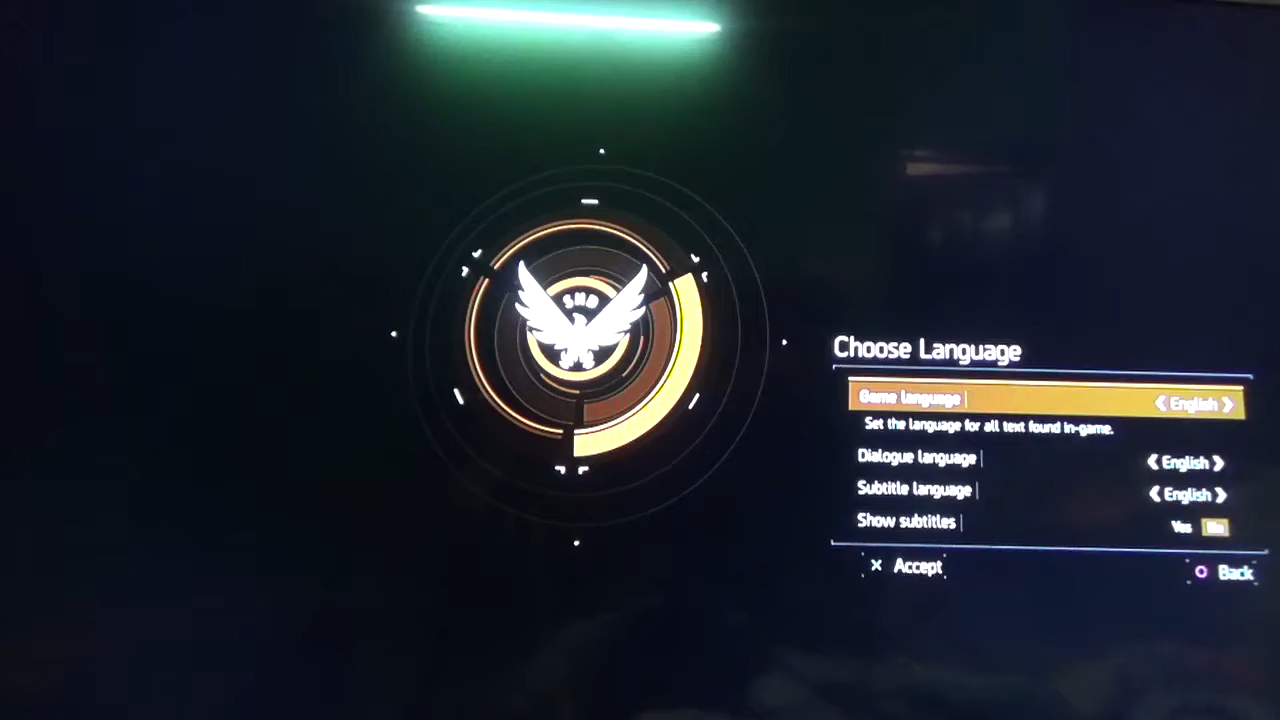 SHD
Choose Language
Game language
English
Set the language for all text found in-game.
Dialogue language
English
Subtitle language
English
Show subtitles
Yes No
Accept
Back